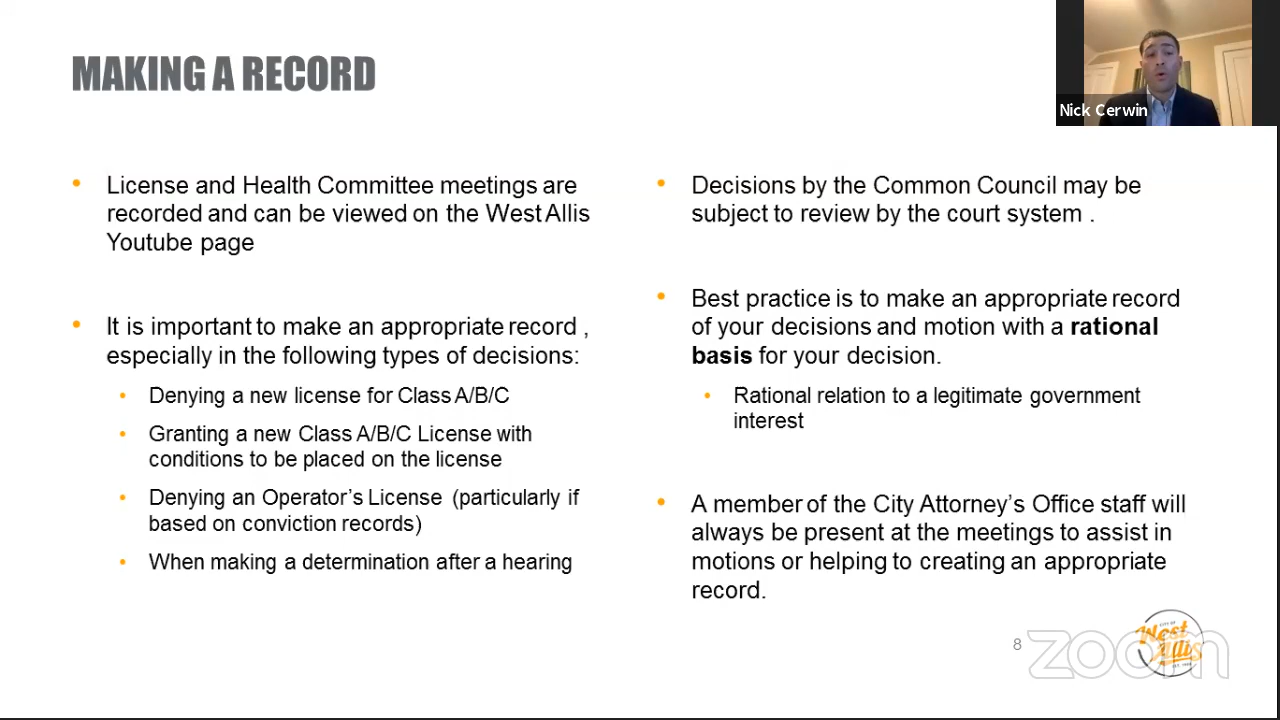 MAKING A RECORD
Nick Cerwin
License and Health Committee meetings are
recorded and can be viewed on the West Allis
Youtube page
It is important to make an appropriate record ,
especially in the following types of decisions:
Denying a new license for Class A/B/C
Granting a new Class A/B/C License with
conditions to be placed on the license
Denying an Operator's License (particularly if
based on conviction records)
When making a determination after a hearing
Decisions by the Common Council may be
subject to review by the court system .
Best practice is to make an appropriate record
of your decisions and motion with a rational
basis for your decision.
Rational relation to a legitimate government
interest
A member of the City Attorney's Office staff will
always be present at the meetings to assist in
motions or helping to creating an appropriate
record.
8
zoom
CITY OF
West
Allis